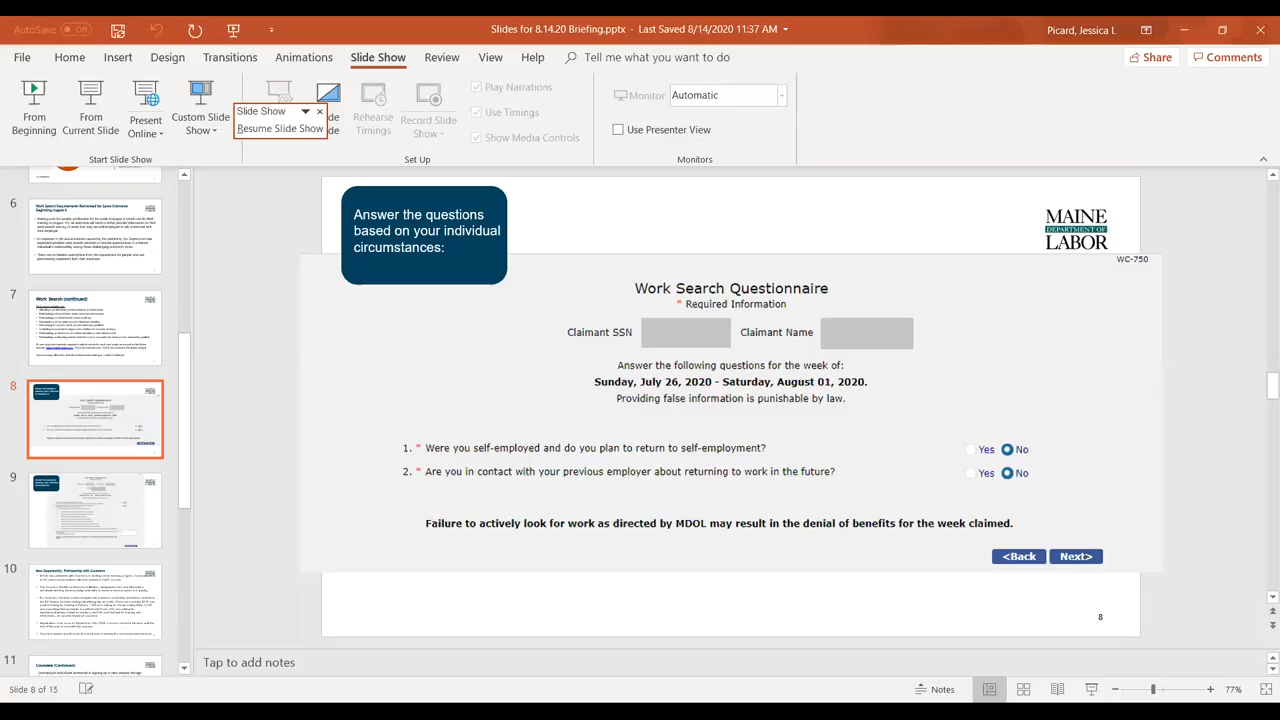 AutoSave Off
Slides for 8.14.20 Briefing.pptx - Last Saved 8/14/2020 11:37 AM
Picard, Jessica L
File Home Insert Design Transitions Animations Slide Show Review View Help Tell me what you want to do
Share Comments
From Beginning
From Current Slide
Present Online
Custom Slide Show
Start Slide Show
Slide Show
Resume Slide Show
Rehearse Timings
Record Slide Show
Set Up
Play Narrations
Use Timings
Show Media Controls
Monitor: Automatic
Use Presenter View
Monitors
6
7
Work Search (continued)
8
9
10
New Opportunity: Partnership with Coursera
11
Coursera (Continued)
Answer the questions
based on your individual
circumstances:
MAINE
DEPARTMENT OF
LABOR
WC-750
Work Search Questionnaire
* Required Information
Claimant SSN Claimant Name
Answer the following questions for the week of:
Sunday, July 26, 2020 - Saturday, August 01, 2020.
Providing false information is punishable by law.
1. * Were you self-employed and do you plan to return to self-employment? Yes No
2. * Are you in contact with your previous employer about returning to work in the future? Yes No
Failure to actively look for work as directed by MDOL may result in the denial of benefits for the week claimed.
<Back Next>
8
Tap to add notes
Slide 8 of 15
Notes
77%